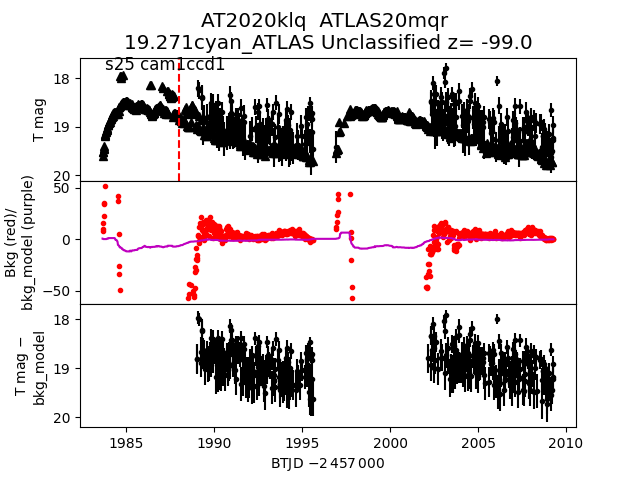 AT2020klq  ATLAS20mqr
19.271cyan_ATLAS Unclassified z= -99.0
s25 cam1ccd1
T mag
18
19
20
Bkg (red)/
bkg_model (purple)
50
0
−50
T mag −
bkg_model
18
19
20
1985
1990
1995
2000
2005
2010
BTJD −2 457 000